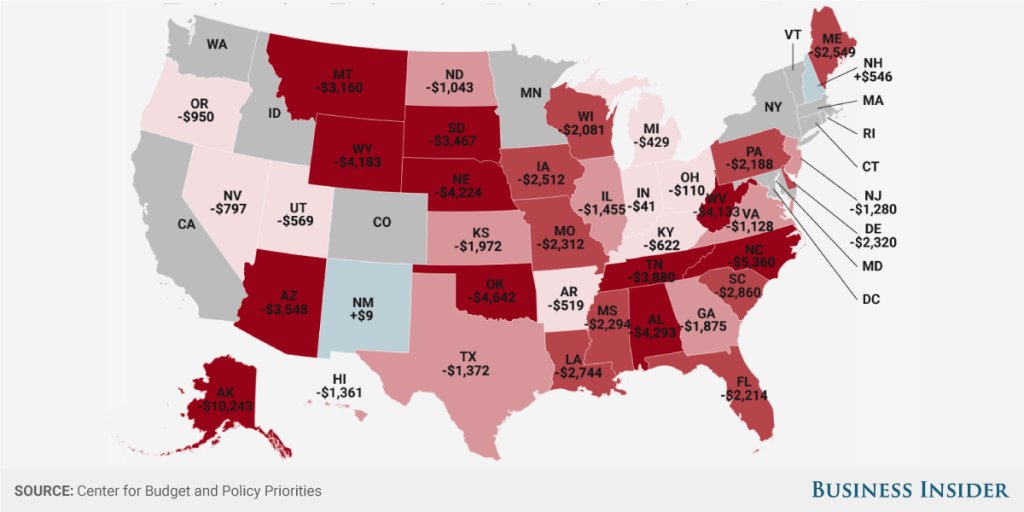 WA
MT
-$3,160
ND
-$1,043
MN
VT
ME
-$2,549
NH
+$546
OR
-$950
ID
SD
-$3,467
WI
-$2,081
MI
-$429
NY
MA
RI
CT
WY
-$4,183
IA
-$2,512
PA
-$2,188
NE
-$4,224
NV
-$797
UT
-$569
CO
CA
IL
-$1,455
IN
-$41
OH
-$110
WV
-$4,133
VA
-$1,128
NJ
-$1,280
DE
-$2,320
MD
DC
KS
-$1,972
MO
-$2,312
KY
-$622
NC
-$5,360
TN
-$3,880
SC
-$2,860
AZ
-$3,548
NM
+$9
OK
-$4,642
AR
-$519
MS
-$2,294
AL
-$4,293
GA
-$1,875
TX
-$1,372
LA
-$2,744
FL
-$2,214
HI
-$1,361
AK
-$10,243
SOURCE: Center for Budget and Policy Priorities
BUSINESS INSIDER